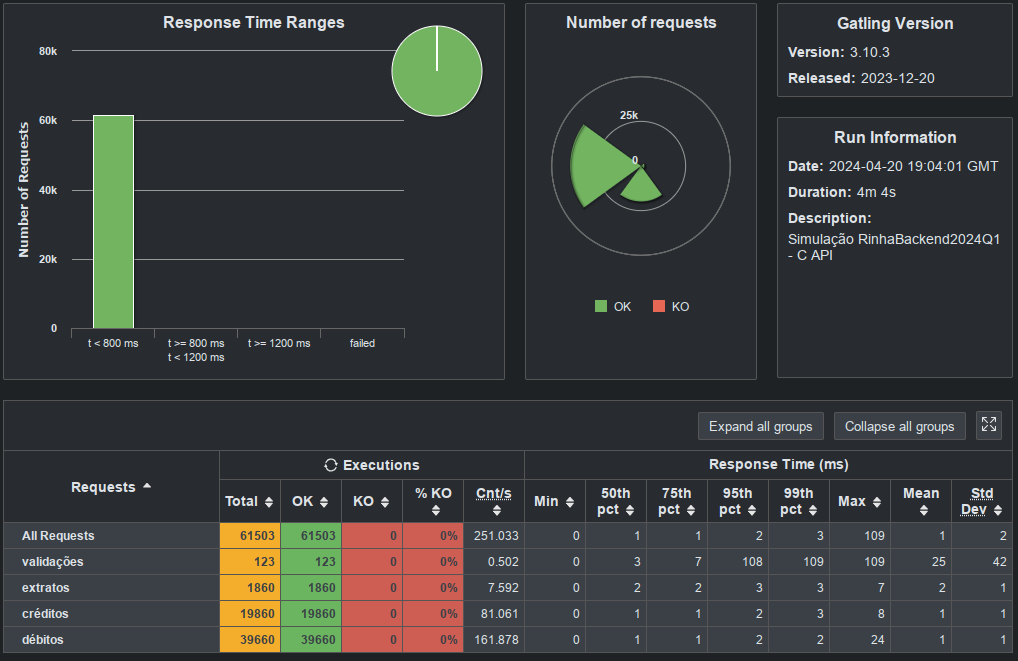 Response Time Ranges
80k
60k
40k
20k
0
Number of Requests
t < 800 ms
t >= 800 ms
t < 1200 ms
t >= 1200 ms
failed
Number of requests
25k
0
OK
KO
Gatling Version
Version: 3.10.3
Released: 2023-12-20
Run Information
Date: 2024-04-20 19:04:01 GMT
Duration: 4m 4s
Description:
Simulação RinhaBackend2024Q1
- C API
Expand all groups Collapse all groups
Requests
Executions
Response Time (ms)
Total OK KO % KO Cnt/s Min 50th pct 75th pct 95th pct 99th pct Max Mean Std Dev
All Requests 61503 61503 0 0% 251.033 0 1 1 2 3 109 1 2
validações 123 123 0 0% 0.502 0 3 7 108 109 109 25 42
extratos 1860 1860 0 0% 7.592 0 2 2 3 3 7 2 1
créditos 19860 19860 0 0% 81.061 0 1 1 2 3 8 1 1
débitos 39660 39660 0 0% 161.878 0 1 1 2 2 24 1 1